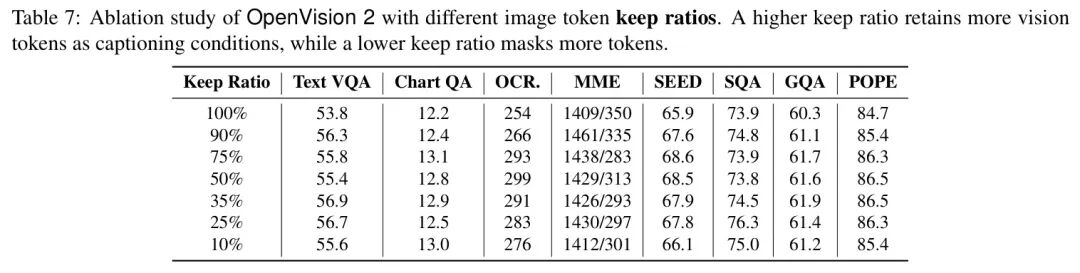 Table 7: Ablation study of OpenVision 2 with different image token keep ratios. A higher keep ratio retains more vision
tokens as captioning conditions, while a lower keep ratio masks more tokens.
Keep Ratio Text VQA Chart QA OCR. MME SEED SQA GQA POPE
100% 53.8 12.2 254 1409/350 65.9 73.9 60.3 84.7
90% 56.3 12.4 266 1461/335 67.6 74.8 61.1 85.4
75% 55.8 13.1 293 1438/283 68.6 73.9 61.7 86.3
50% 55.4 12.8 299 1429/313 68.5 73.8 61.6 86.5
35% 56.9 12.9 291 1426/293 67.9 74.5 61.9 86.5
25% 56.7 12.5 283 1430/297 67.8 76.3 61.4 86.3
10% 55.6 13.0 276 1412/301 66.1 75.0 61.2 85.4